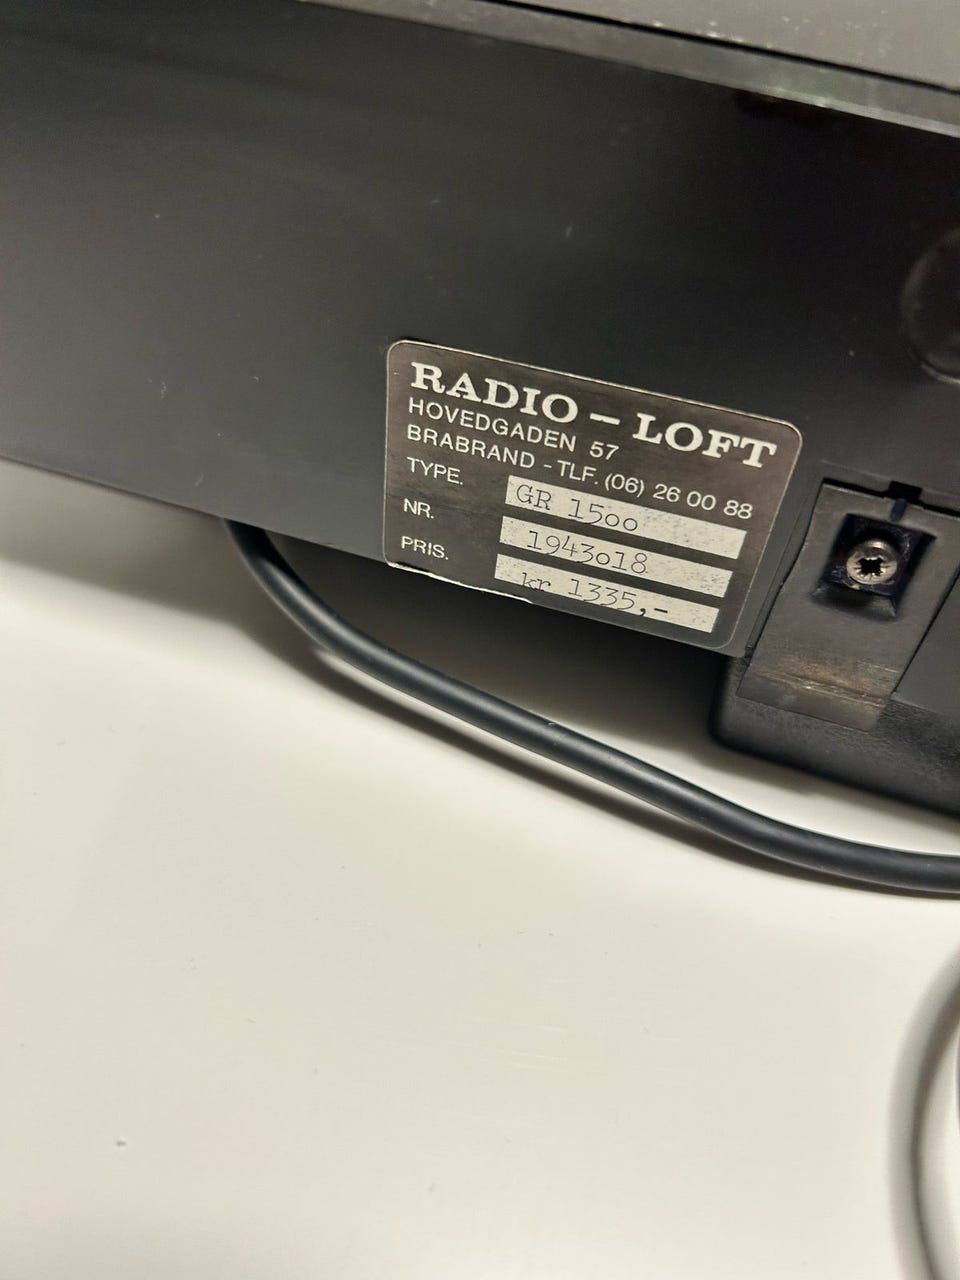 RADIO – LOFT
HOVEDGADEN 57
BRABRAND - TLF. (06) 26 00 88
TYPE. GR 15oo
NR. 1943o18
PRIS. kr 1335,-